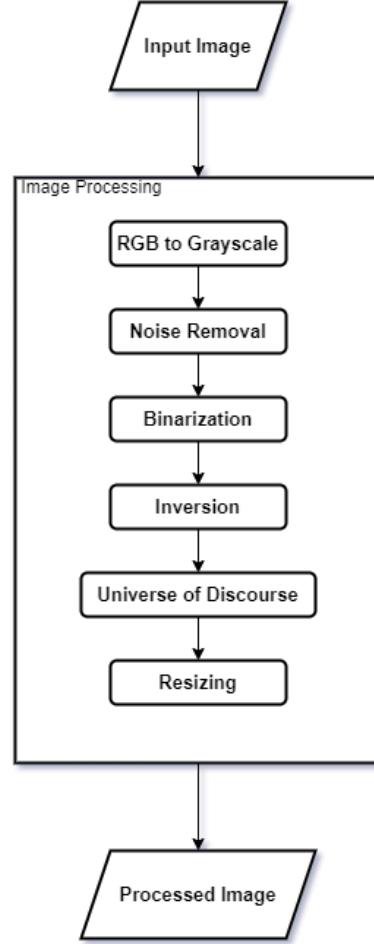 Input Image
Image Processing
RGB to Grayscale
Noise Removal
Binarization
Inversion
Universe of Discourse
Resizing
Processed Image